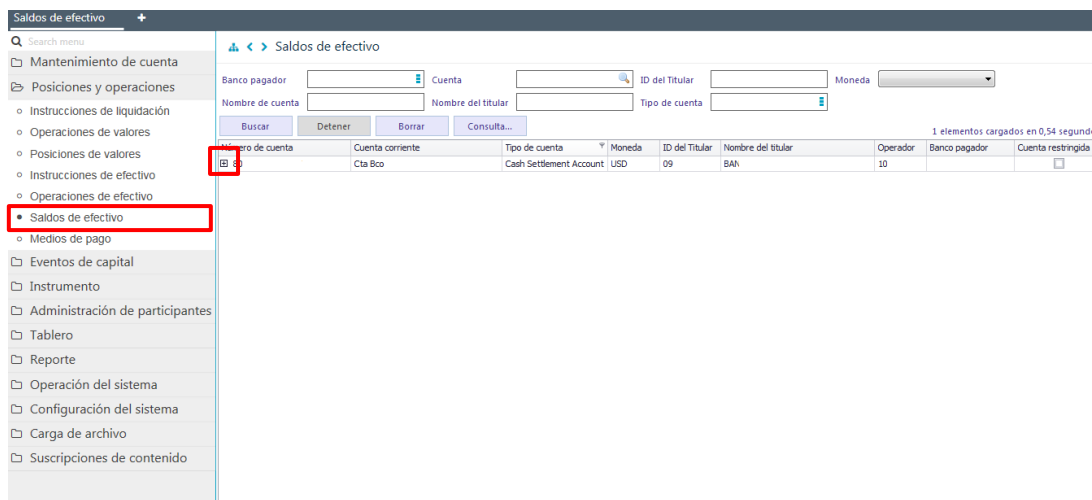 Saldos de efectivo +
Search menu
Mantenimiento de cuenta
Posiciones y operaciones
Instrucciones de liquidación
Operaciones de valores
Posiciones de valores
Instrucciones de efectivo
Operaciones de efectivo
Saldos de efectivo
Medios de pago
Eventos de capital
Instrumento
Administración de participantes
Tablero
Reporte
Operación del sistema
Configuración del sistema
Carga de archivo
Suscripciones de contenido
Saldos de efectivo
Banco pagador Cuenta ID del Titular Moneda
Nombre de cuenta Nombre del titular Tipo de cuenta
Buscar Detener Borrar Consulta...
1 elementos cargados en 0,54 segund
Número de cuenta Cuenta corriente Tipo de cuenta Moneda ID del Titular Nombre del titular Operador Banco pagador Cuenta restringida
Cta Bco Cash Settlement Account USD 09 BAN 10